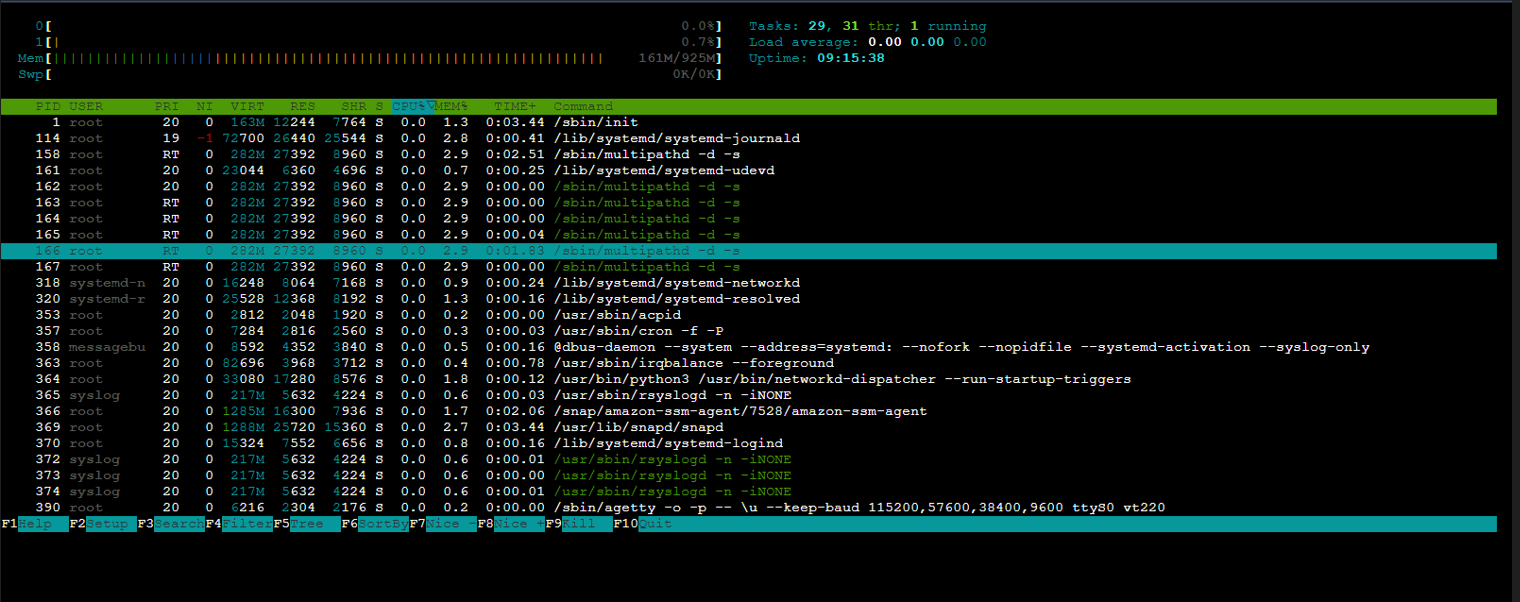 0[ 0.0%] Tasks: 29, 31 thr; 1 running
1[| 0.7%] Load average: 0.00 0.00 0.00
Mem[||||||||||||||||||||||||||||||||||||||||||||||||||||||||||||||||| 161M/925M] Uptime: 09:15:38
Swp[ 0K/0K]
PID USER PRI NI VIRT RES SHR S CPU%▽MEM% TIME+ Command
1 root 20 0 163M 12244 7764 S 0.0 1.3 0:03.44 /sbin/init
114 root 19 -1 72700 26440 25544 S 0.0 2.8 0:00.41 /lib/systemd/systemd-journald
158 root RT 0 282M 27392 8960 S 0.0 2.9 0:02.51 /sbin/multipathd -d -s
161 root 20 0 23044 6360 4696 S 0.0 0.7 0:00.25 /lib/systemd/systemd-udevd
162 root 20 0 282M 27392 8960 S 0.0 2.9 0:00.00 /sbin/multipathd -d -s
163 root RT 0 282M 27392 8960 S 0.0 2.9 0:00.00 /sbin/multipathd -d -s
164 root RT 0 282M 27392 8960 S 0.0 2.9 0:00.00 /sbin/multipathd -d -s
165 root RT 0 282M 27392 8960 S 0.0 2.9 0:00.04 /sbin/multipathd -d -s
166 root RT 0 282M 27392 8960 S 0.0 2.9 0:01.83 /sbin/multipathd -d -s
167 root RT 0 282M 27392 8960 S 0.0 2.9 0:00.00 /sbin/multipathd -d -s
318 systemd-n 20 0 16248 8064 7168 S 0.0 0.9 0:00.24 /lib/systemd/systemd-networkd
320 systemd-r 20 0 25528 12368 8192 S 0.0 1.3 0:00.16 /lib/systemd/systemd-resolved
353 root 20 0 2812 2048 1920 S 0.0 0.2 0:00.00 /usr/sbin/acpid
357 root 20 0 7284 2816 2560 S 0.0 0.3 0:00.03 /usr/sbin/cron -f -P
358 messagebu 20 0 8592 4352 3840 S 0.0 0.5 0:00.16 @dbus-daemon --system --address=systemd: --nofork --nopidfile --systemd-activation --syslog-only
363 root 20 0 82696 3968 3712 S 0.0 0.4 0:00.78 /usr/sbin/irqbalance --foreground
364 root 20 0 33080 17280 8576 S 0.0 1.8 0:00.12 /usr/bin/python3 /usr/bin/networkd-dispatcher --run-startup-triggers
365 syslog 20 0 217M 5632 4224 S 0.0 0.6 0:00.03 /usr/sbin/rsyslogd -n -iNONE
366 root 20 0 1285M 16300 7936 S 0.0 1.7 0:02.06 /snap/amazon-ssm-agent/7528/amazon-ssm-agent
369 root 20 0 1288M 25720 15360 S 0.0 2.7 0:03.44 /usr/lib/snapd/snapd
370 root 20 0 15324 7552 6656 S 0.0 0.8 0:00.16 /lib/systemd/systemd-logind
372 syslog 20 0 217M 5632 4224 S 0.0 0.6 0:00.01 /usr/sbin/rsyslogd -n -iNONE
373 syslog 20 0 217M 5632 4224 S 0.0 0.6 0:00.00 /usr/sbin/rsyslogd -n -iNONE
374 syslog 20 0 217M 5632 4224 S 0.0 0.6 0:00.01 /usr/sbin/rsyslogd -n -iNONE
390 root 20 0 6216 2304 2176 S 0.0 0.2 0:00.00 /sbin/agetty -o -p -- \u --keep-baud 115200,57600,38400,9600 ttyS0 vt220
F1Help F2Setup F3SearchF4FilterF5Tree F6SortByF7Nice -F8Nice +F9Kill F10Quit